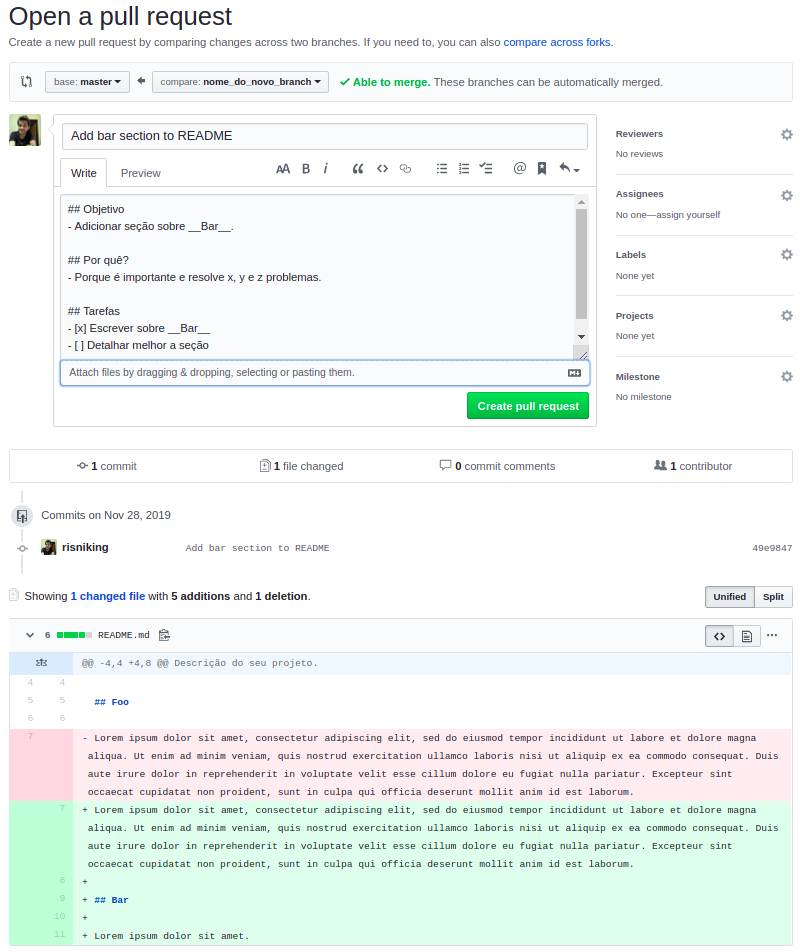 Open a pull request
Create a new pull request by comparing changes across two branches. If you need to, you can also compare across forks.
base: master compare: nome_do_novo_branch Able to merge. These branches can be automatically merged.
Add bar section to README
Write Preview
AA B i
## Objetivo
- Adicionar seção sobre __Bar__.
## Por quê?
- Porque é importante e resolve x, y e z problemas.
## Tarefas
- [x] Escrever sobre __Bar__
- [ ] Detalhar melhor a seção
Attach files by dragging & dropping, selecting or pasting them.
Create pull request
Reviewers
No reviews
Assignees
No one—assign yourself
Labels
None yet
Projects
None yet
Milestone
No milestone
1 commit 1 file changed 0 commit comments 1 contributor
Commits on Nov 28, 2019
risniking Add bar section to README 49e9847
Showing 1 changed file with 5 additions and 1 deletion. Unified Split
6 README.md
@@ -4,4 +4,8 @@ Descrição do seu projeto.
4 4
5 5 ## Foo
6 6
7 - Lorem ipsum dolor sit amet, consectetur adipiscing elit, sed do eiusmod tempor incididunt ut labore et dolore magna
aliqua. Ut enim ad minim veniam, quis nostrud exercitation ullamco laboris nisi ut aliquip ex ea commodo consequat. Duis
aute irure dolor in reprehenderit in voluptate velit esse cillum dolore eu fugiat nulla pariatur. Excepteur sint
occaecat cupidatat non proident, sunt in culpa qui officia deserunt mollit anim id est laborum.
7 + Lorem ipsum dolor sit amet, consectetur adipiscing elit, sed do eiusmod tempor incididunt ut labore et dolore magna
aliqua. Ut enim ad minim veniam, quis nostrud exercitation ullamco laboris nisi ut aliquip ex ea commodo consequat. Duis
aute irure dolor in reprehenderit in voluptate velit esse cillum dolore eu fugiat nulla pariatur. Excepteur sint
occaecat cupidatat non proident, sunt in culpa qui officia deserunt mollit anim id est laborum.
8 +
9 + ## Bar
10 +
11 + Lorem ipsum dolor sit amet.